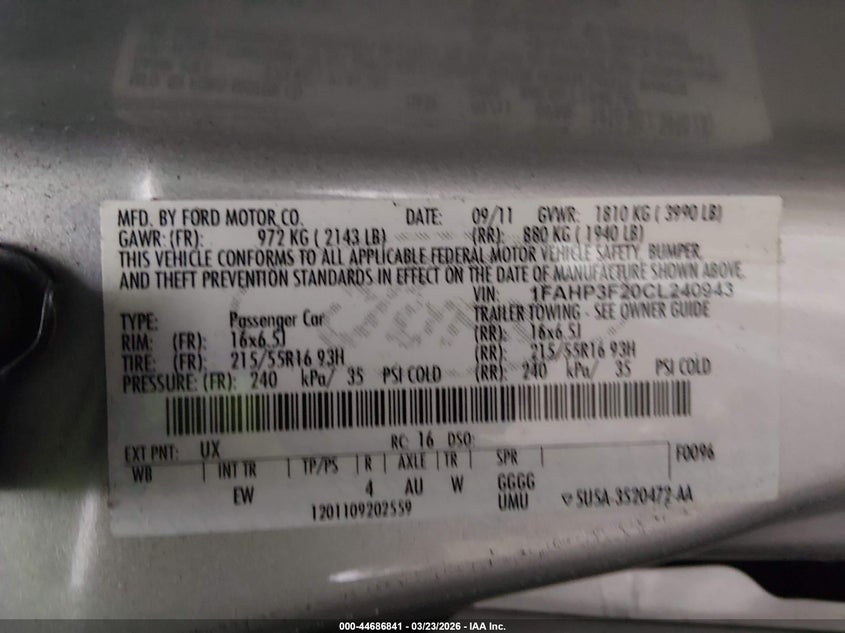 MFD. BY FORD MOTOR CO. DATE: 09/11 GVWR: 1810 KG ( 3990 LB)
GAWR: (FR): 972 KG ( 2143 LB) (RR): 880 KG ( 1940 LB)
THIS VEHICLE CONFORMS TO ALL APPLICABLE FEDERAL MOTOR VEHICLE SAFETY, BUMPER,
AND THEFT PREVENTION STANDARDS IN EFFECT ON THE DATE OF MANUFACTURE SHOWN ABOVE.
VIN: 1FAHP3F20CL240943
TYPE: Passenger Car TRAILER TOWING - SEE OWNER GUIDE
RIM: (FR): 16x6.5J (RR): 16x6.5J
TIRE: (FR): 215/55R16 93H (RR): 215/55R16 93H
PRESSURE: (FR): 240 kPa/ 35 PSI COLD (RR): 240 kPa/ 35 PSI COLD
EXT PNT: UX RC: 16 DSO: F0096
WB INT TR TP/PS R AXLE TR SPR
EW 4 AU W GGGG
UMU
1201109202559 5USA-3520472-AA
000-44686841 - 03/23/2026 - IAA Inc.